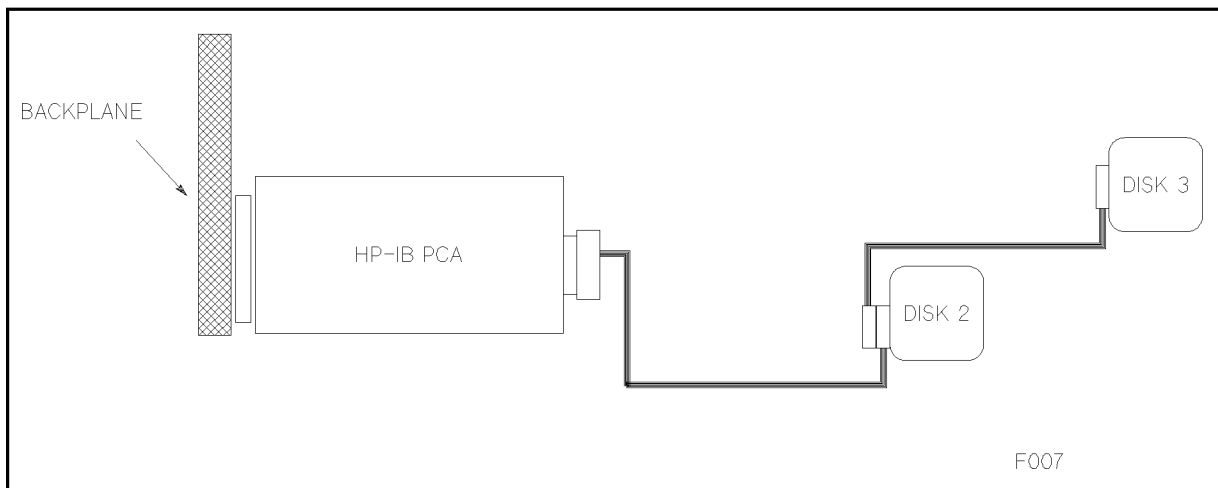 BACKPLANE
DISK 3
HP-IB PCA
DISK 2
F007